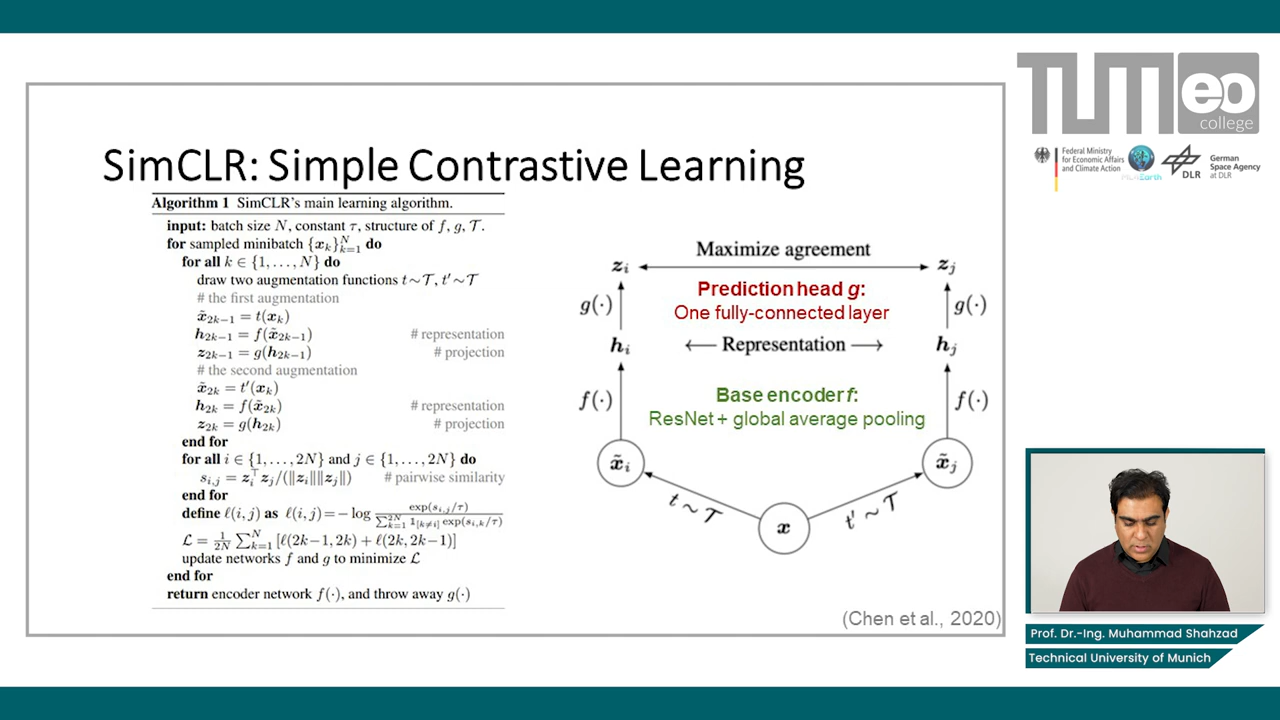 SimCLR: Simple Contrastive Learning
Algorithm 1 SimCLR's main learning algorithm.
input: batch size N, constant τ, structure of f, g, 𝒯.
for sampled minibatch {x_k}_{k=1}^N do
for all k ∈ {1, . . . , N} do
draw two augmentation functions t∼𝒯, t′∼𝒯
# the first augmentation
x̃_{2k−1} = t(x_k)
h_{2k−1} = f(x̃_{2k−1}) # representation
z_{2k−1} = g(h_{2k−1}) # projection
# the second augmentation
x̃_{2k} = t′(x_k)
h_{2k} = f(x̃_{2k}) # representation
z_{2k} = g(h_{2k}) # projection
end for
for all i ∈ {1, . . . , 2N} and j ∈ {1, . . . , 2N} do
s_{i,j} = z_i^⊤ z_j/(‖z_i‖‖z_j‖) # pairwise similarity
end for
define ℓ(i, j) as ℓ(i, j)=− log exp(s_{i,j}/τ) / ∑_{k=1}^{2N} 𝟙_{[k≠i]} exp(s_{i,k}/τ)
ℒ = 1/2N ∑_{k=1}^N [ℓ(2k−1, 2k) + ℓ(2k, 2k−1)]
update networks f and g to minimize ℒ
end for
return encoder network f(·), and throw away g(·)
Maximize agreement
z_i z_j
Prediction head g:
g(·) g(·)
One fully-connected layer
h_i ← Representation → h_j
Base encoder f:
f(·) f(·)
ResNet + global average pooling
x̃_i x̃_j
t ∼ 𝒯 t′ ∼ 𝒯
x
(Chen et al., 2020)
TUM eo
college
Federal Ministry
for Economic Affairs
and Climate Action
ML4Earth
DLR
German
Space Agency
at DLR
Prof. Dr.-Ing. Muhammad Shahzad
Technical University of Munich